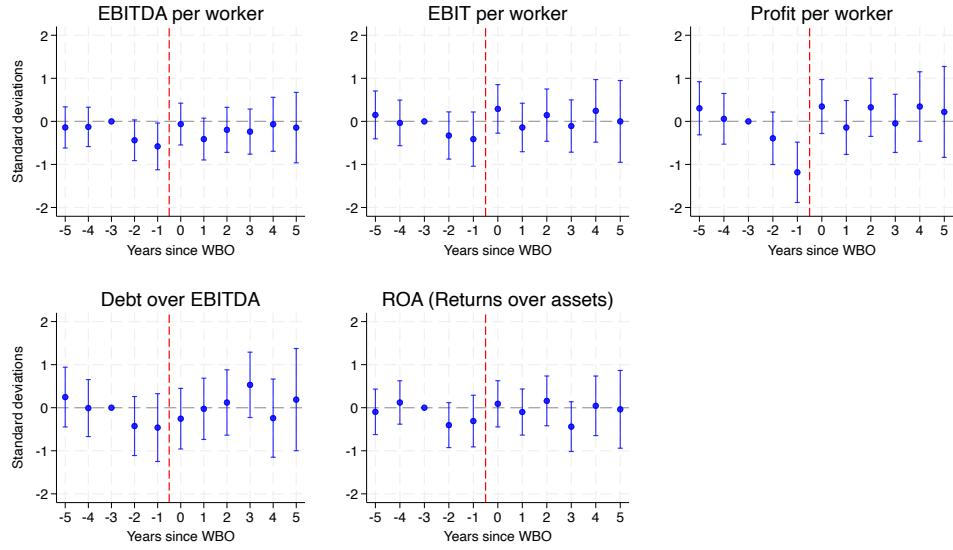 EBITDA per worker
Standard deviations
2
1
0
-1
-2
-5 -4 -3 -2 -1 0 1 2 3 4 5
Years since WBO
EBIT per worker
2
1
0
-1
-2
-5 -4 -3 -2 -1 0 1 2 3 4 5
Years since WBO
Profit per worker
2
1
0
-1
-2
-5 -4 -3 -2 -1 0 1 2 3 4 5
Years since WBO
Debt over EBITDA
Standard deviations
2
1
0
-1
-2
-5 -4 -3 -2 -1 0 1 2 3 4 5
Years since WBO
ROA (Returns over assets)
2
1
0
-1
-2
-5 -4 -3 -2 -1 0 1 2 3 4 5
Years since WBO